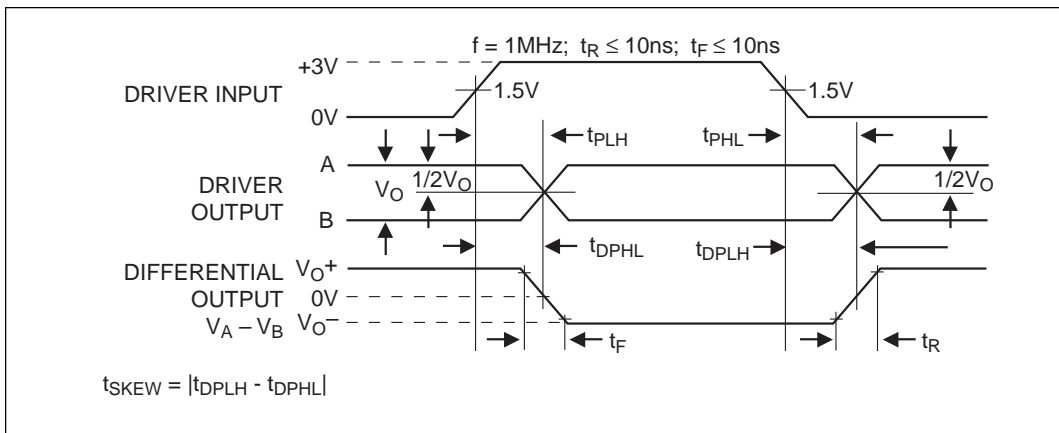 f = 1MHz; tR ≤ 10ns; tF ≤ 10ns
+3V
DRIVER INPUT
1.5V
1.5V
0V
tPLH
tPHL
A
DRIVER
OUTPUT
VO
1/2VO
1/2VO
B
tDPHL
tDPLH
DIFFERENTIAL
OUTPUT
VA – VB
VO+
0V
VO–
tF
tR
tSKEW = |tDPLH - tDPHL|